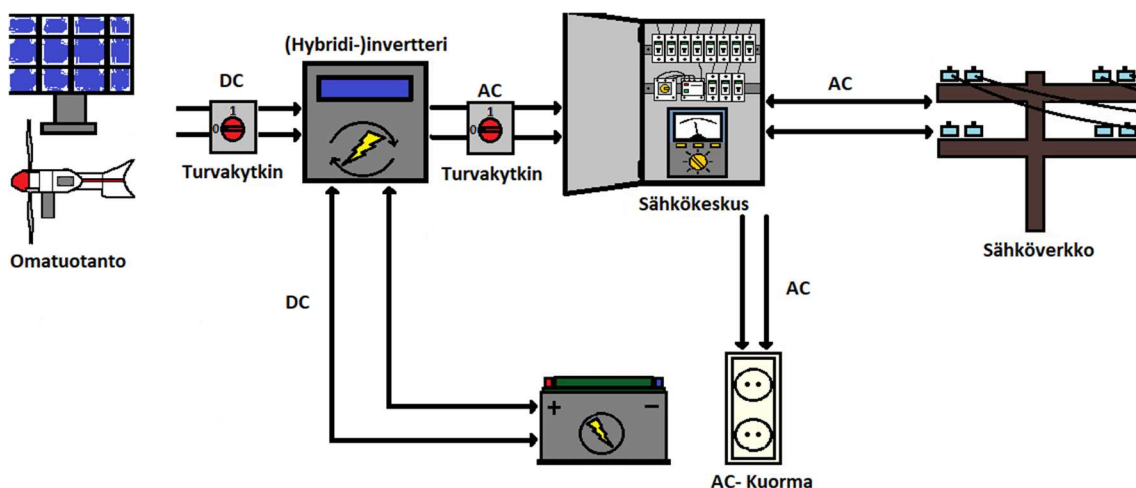 (Hybridi-)invertteri
DC
AC
AC
1
0
1
0
Turvakytkin
Turvakytkin
Sähkökeskus
Omatuotanto
Sähköverkko
DC
AC
+
−
AC- Kuorma